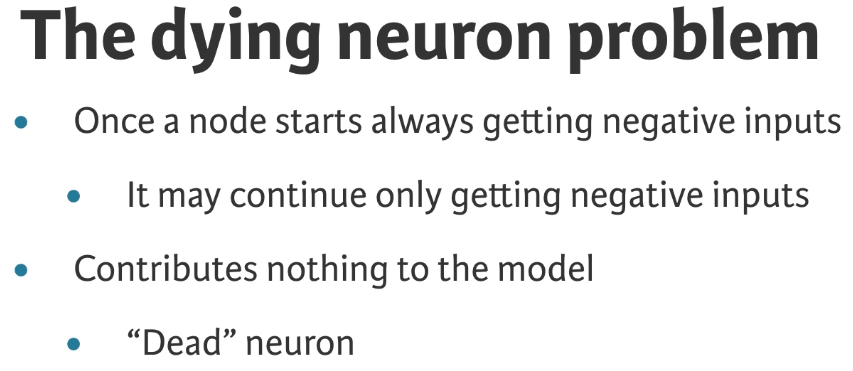 The dying neuron problem
• Once a node starts always getting negative inputs
• It may continue only getting negative inputs
• Contributes nothing to the model
• “Dead” neuron